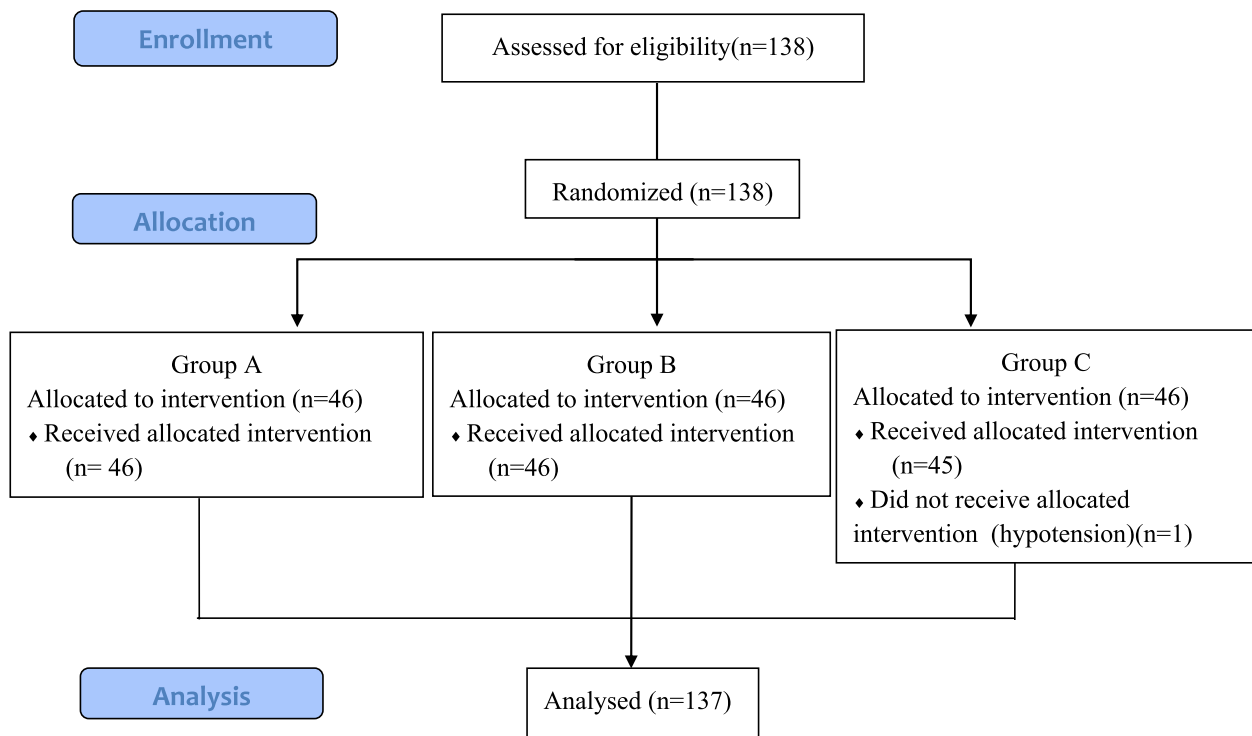 Enrollment
Assessed for eligibility(n=138)
Randomized (n=138)
Allocation
Group A
Allocated to intervention (n=46)
♦ Received allocated intervention
(n= 46)
Group B
Allocated to intervention (n=46)
♦ Received allocated intervention
(n=46)
Group C
Allocated to intervention (n=46)
♦ Received allocated intervention
(n=45)
♦ Did not receive allocated
intervention (hypotension)(n=1)
Analysis
Analysed (n=137)